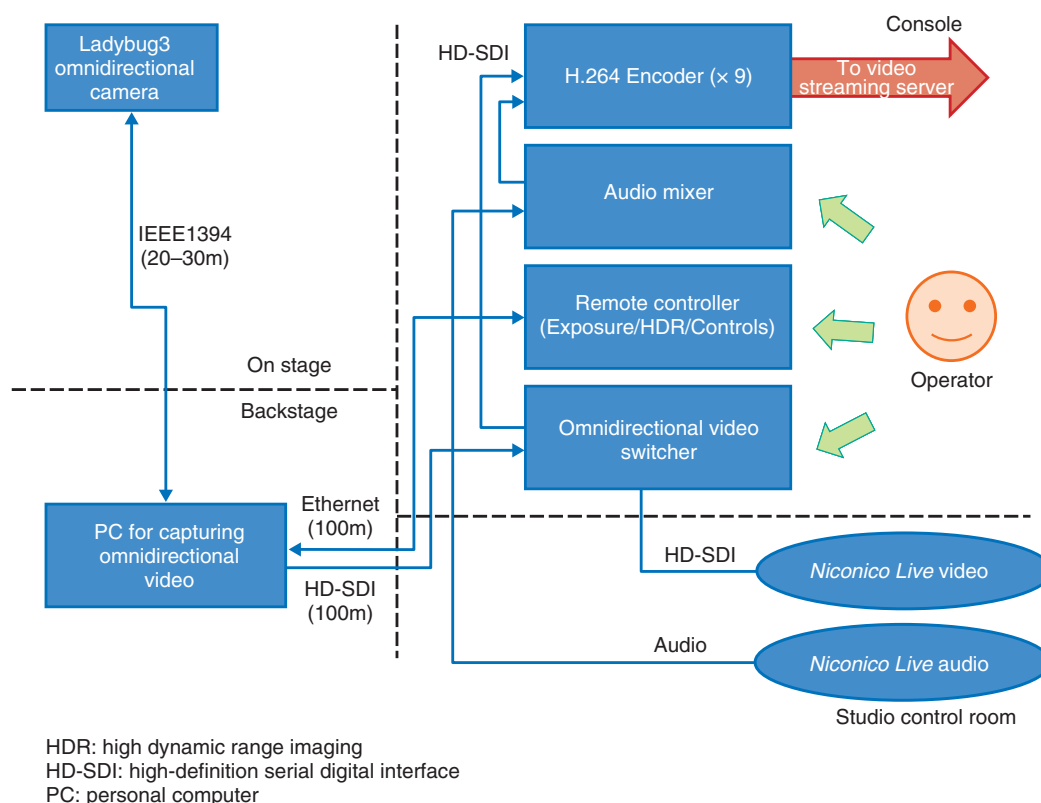 Ladybug3
omnidirectional
camera
IEEE1394
(20–30m)
On stage
Backstage
PC for capturing
omnidirectional
video
Ethernet
(100m)
HD-SDI
(100m)
HD-SDI
H.264 Encoder (× 9)
Console
To video
streaming server
Audio mixer
Remote controller
(Exposure/HDR/Controls)
Operator
Omnidirectional video
switcher
HD-SDI
Niconico Live video
Audio
Niconico Live audio
Studio control room
HDR: high dynamic range imaging
HD-SDI: high-definition serial digital interface
PC: personal computer